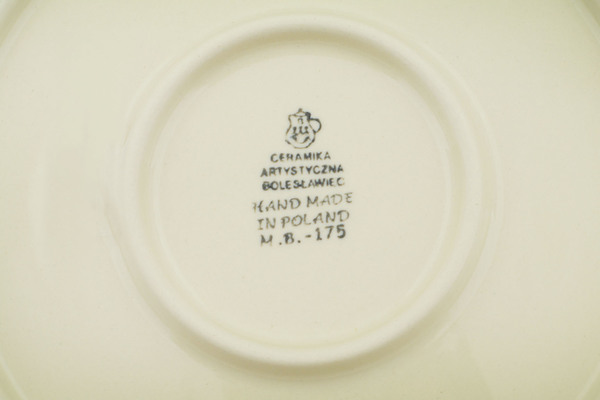 CERAMIKA
ARTYSTYCZNA
BOLESŁAWIEC
HAND MADE
IN POLAND
M.B.-175